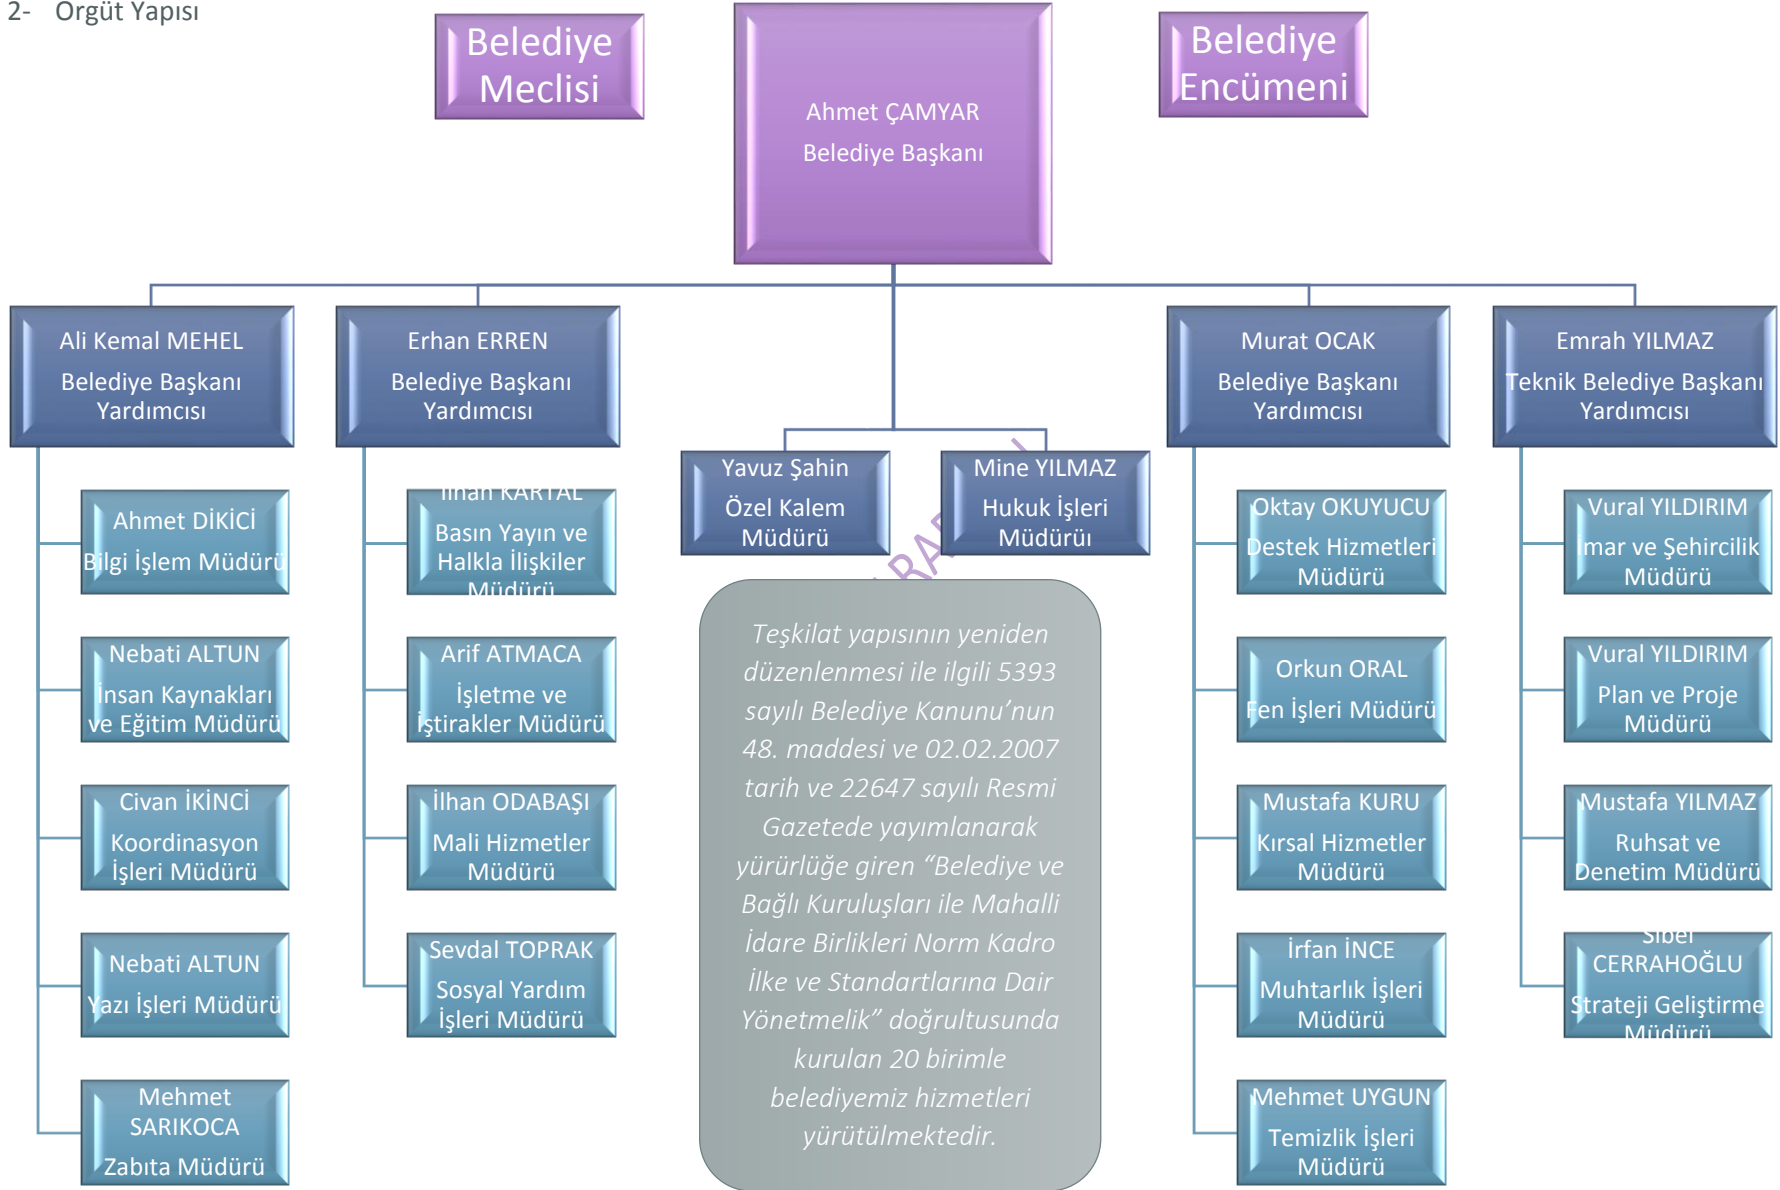 2- Örgüt Yapısı
Belediye
Meclisi
Ahmet ÇAMYAR
Belediye Başkanı
Belediye
Encümeni
Ali Kemal MEHEL
Belediye Başkanı
Yardımcısı
Ahmet DİKİCİ
Bilgi İşlem Müdürü
Nebati ALTUN
İnsan Kaynakları
ve Eğitim Müdürü
Civan İKİNCİ
Koordinasyon
İşleri Müdürü
Nebati ALTUN
Yazı İşleri Müdürü
Mehmet
SARIKOCA
Zabıta Müdürü
Erhan ERREN
Belediye Başkanı
Yardımcısı
İlhan KARTAL
Basın Yayın ve
Halkla İlişkiler
Müdürü
Arif ATMACA
İşletme ve
İştirakler Müdürü
İlhan ODABAŞI
Mali Hizmetler
Müdürü
Sevdal TOPRAK
Sosyal Yardım
İşleri Müdürü
Yavuz Şahin
Özel Kalem
Müdürü
Mine YILMAZ
Hukuk İşleri
Müdürüı
Teşkilat yapısının yeniden
düzenlenmesi ile ilgili 5393
sayılı Belediye Kanunu’nun
48. maddesi ve 02.02.2007
tarih ve 22647 sayılı Resmi
Gazetede yayımlanarak
yürürlüğe giren “Belediye ve
Bağlı Kuruluşları ile Mahalli
İdare Birlikleri Norm Kadro
İlke ve Standartlarına Dair
Yönetmelik” doğrultusunda
kurulan 20 birimle
belediyemiz hizmetleri
yürütülmektedir.
Murat OCAK
Belediye Başkanı
Yardımcısı
Oktay OKUYUCU
Destek Hizmetleri
Müdürü
Orkun ORAL
Fen İşleri Müdürü
Mustafa KURU
Kırsal Hizmetler
Müdürü
İrfan İNCE
Muhtarlık İşleri
Müdürü
Mehmet UYGUN
Temizlik İşleri
Müdürü
Emrah YILMAZ
Teknik Belediye Başkanı
Yardımcısı
Vural YILDIRIM
İmar ve Şehircilik
Müdürü
Vural YILDIRIM
Plan ve Proje
Müdürü
Mustafa YILMAZ
Ruhsat ve
Denetim Müdürü
Sibel
CERRAHOĞLU
Strateji Geliştirme
Müdürü